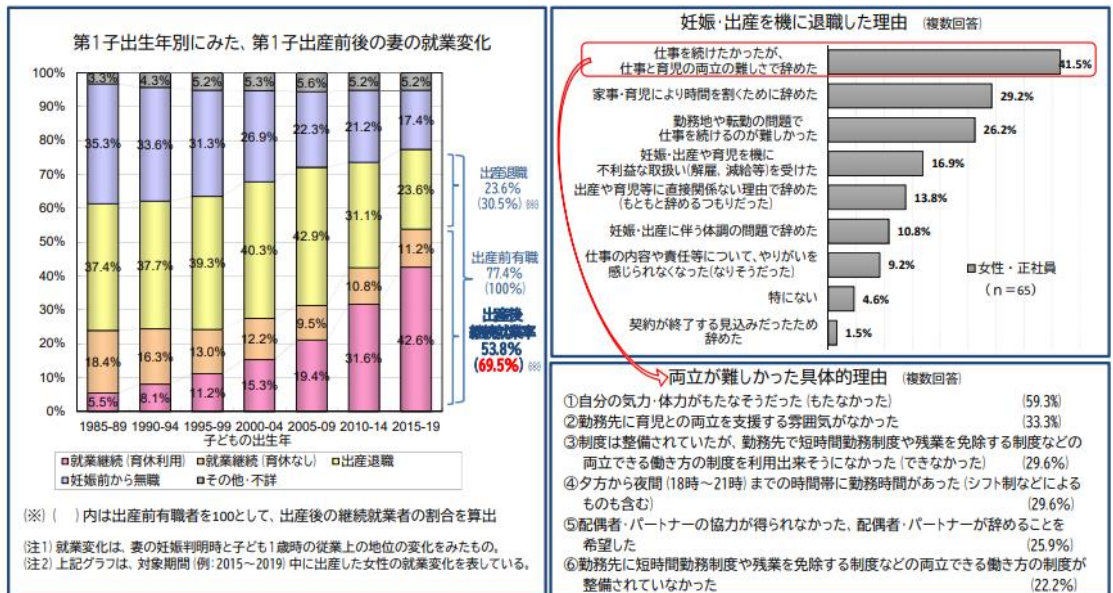 第1子出生年別にみた、第1子出産前後の妻の就業変化
100%
90%
80%
70%
60%
50%
40%
30%
20%
10%
0%
3.3% 4.3% 5.2% 5.3% 5.6% 5.2% 5.2%
35.3% 33.6% 31.3% 26.9% 22.3% 21.2% 17.4%
37.4% 37.7% 39.3% 40.3% 42.9% 31.1% 23.6%
18.4% 16.3% 13.0% 12.2% 9.5% 10.8% 11.2%
5.5% 8.1% 11.2% 15.3% 19.4% 31.6% 42.6%
1985-89 1990-94 1995-99 2000-04 2005-09 2010-14 2015-19
子どもの出生年
出産退職
23.6%
(30.5%) (※)
出産前有職
77.4%
(100%)
出産後
継続就業率
53.8%
(69.5%) (※)
就業継続(育休利用) 就業継続(育休なし) 出産退職
妊娠前から無職 その他・不詳
(※) (　) 内は出産前有職者を100として、出産後の継続就業者の割合を算出
(注1) 就業変化は、妻の妊娠判明時と子ども1歳時の従業上の地位の変化をみたもの。
(注2) 上記グラフは、対象期間(例:2015~2019)中に出産した女性の就業変化を表している。
妊娠・出産を機に退職した理由 (複数回答)
仕事を続けたかったが、
仕事と育児の両立の難しさで辞めた 41.5%
家事・育児により時間を割くために辞めた 29.2%
勤務地や転勤の問題で
仕事を続けるのが難しかった 26.2%
妊娠・出産や育児を機に
不利益な取扱い(解雇、減給等)を受けた 16.9%
出産や育児等に直接関係ない理由で辞めた
(もともと辞めるつもりだった) 13.8%
妊娠・出産に伴う体調の問題で辞めた 10.8%
仕事の内容や責任等について、やりがいを
感じられなくなった(なりそうだった) 9.2%
特にない 4.6%
契約が終了する見込みだったため
辞めた 1.5%
女性・正社員
(n=65)
両立が難しかった具体的理由 (複数回答)
①自分の気力・体力がもたなそうだった(もたなかった) (59.3%)
②勤務先に育児との両立を支援する雰囲気がなかった (33.3%)
③制度は整備されていたが、勤務先で短時間勤務制度や残業を免除する制度などの
両立できる働き方の制度を利用出来そうになかった(できなかった) (29.6%)
④夕方から夜間(18時~21時)までの時間帯に勤務時間があった(シフト制などによる
ものも含む) (29.6%)
⑤配偶者・パートナーの協力が得られなかった、配偶者・パートナーが辞めることを
希望した (25.9%)
⑥勤務先に短時間勤務制度や残業を免除する制度などの両立できる働き方の制度が
整備されていなかった (22.2%)